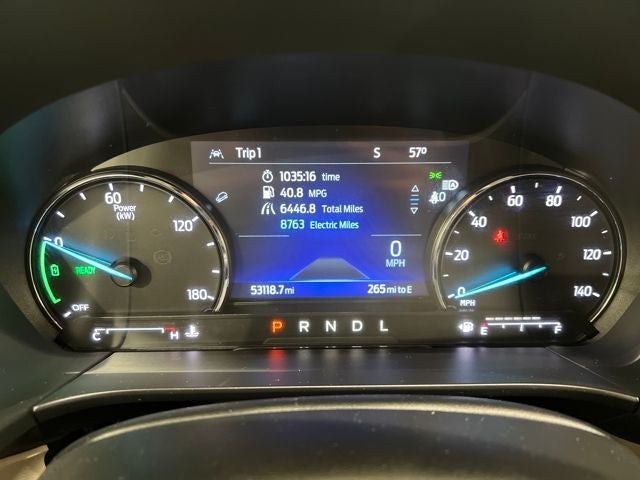 Trip 1 S 57°
1035:16 time
40.8 MPG
6446.8 Total Miles
8763 Electric Miles
0
MPH
53118.7 mi 265 mi to E
60
Power
(kW)
0 120
READY
OFF 180
60 80
40 100
20 120
0 MPH 140
C H
P R N D L
E F